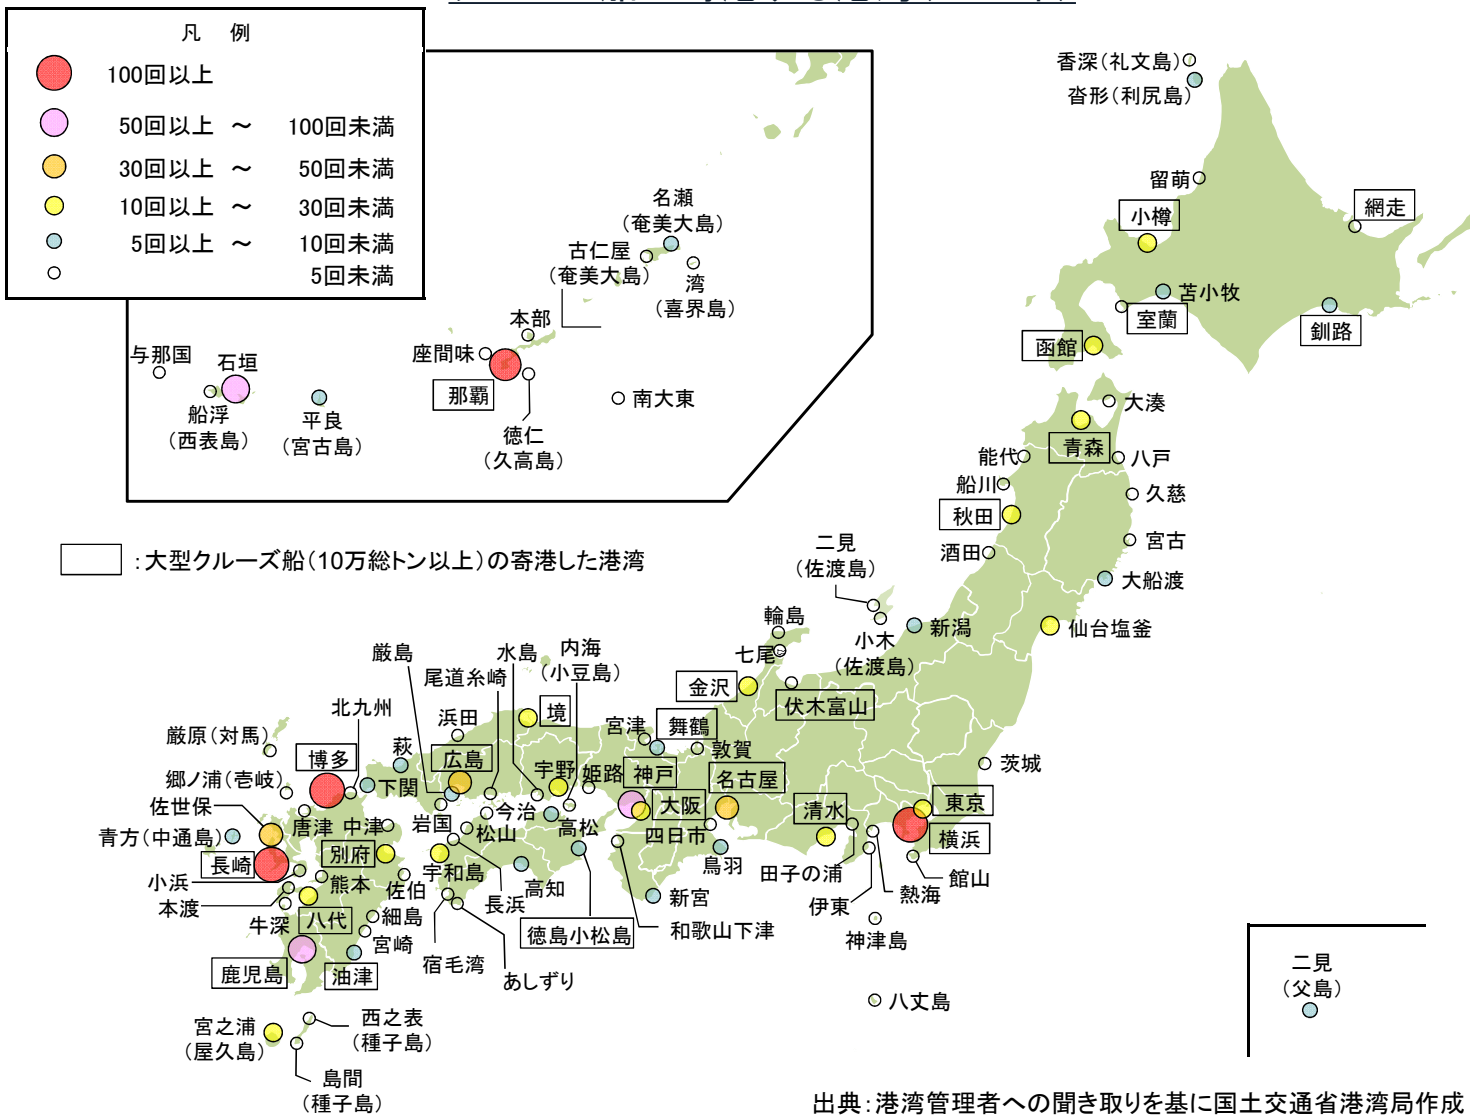 凡 例
100回以上
50回以上 ～ 100回未満
30回以上 ～ 50回未満
10回以上 ～ 30回未満
5回以上 ～ 10回未満
5回未満
名瀬
(奄美大島)
古仁屋
(奄美大島)
湾
(喜界島)
本部
座間味
那覇
徳仁
(久高島)
南大東
与那国
石垣
船浮
(西表島)
平良
(宮古島)
：大型クルーズ船(10万総トン以上)の寄港した港湾
香深(礼文島)
沓形(利尻島)
留萌
小樽
網走
苫小牧
室蘭
釧路
函館
大湊
青森
八戸
能代
船川
久慈
秋田
宮古
酒田
大船渡
二見
(佐渡島)
小木
(佐渡島)
新潟
仙台塩釜
輪島
七尾
金沢
伏木富山
茨城
厳島
尾道糸崎
水島
内海
(小豆島)
境
浜田
宮津
舞鶴
敦賀
北九州
萩
広島
宇野
姫路
神戸
名古屋
厳原(対馬)
博多
郷ノ浦(壱岐)
下関
佐世保
唐津
中津
岩国
今治
松山
高松
大阪
四日市
清水
東京
横浜
青方(中通島)
長崎
別府
宇和島
高知
鳥羽
田子の浦
館山
小浜
熊本
佐伯
長浜
新宮
伊東
熱海
本渡
牛深
八代
細島
宮崎
徳島小松島
和歌山下津
神津島
鹿児島
油津
宿毛湾
あしずり
八丈島
宮之浦
(屋久島)
西之表
(種子島)
島間
(種子島)
二見
(父島)
出典：港湾管理者への聞き取りを基に国土交通省港湾局作成